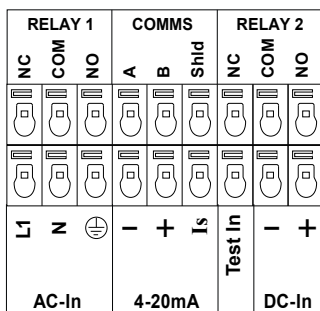 RELAY 1 COMMS RELAY 2
NC COM NO A B Shld NC COM NO
L1 N ⏚ − + Is Test In − +
AC-In 4-20mA DC-In